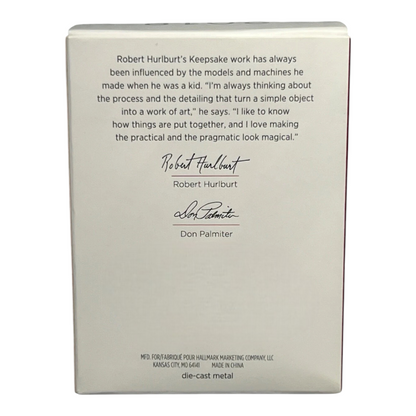 Robert Hurlburt's Keepsake work has always
been influenced by the models and machines he
made when he was a kid. "I'm always thinking about
the process and the detailing that turn a simple object
into a work of art," he says. "I like to know
how things are put together, and I love making
the practical and the pragmatic look magical."
Robert Hurlburt
Robert Hurlburt
Don Palmiter
Don Palmiter
MFD. FOR/FABRIQUÉ POUR HALLMARK MARKETING COMPANY, LLC
KANSAS CITY, MO 64141 MADE IN CHINA
die-cast metal